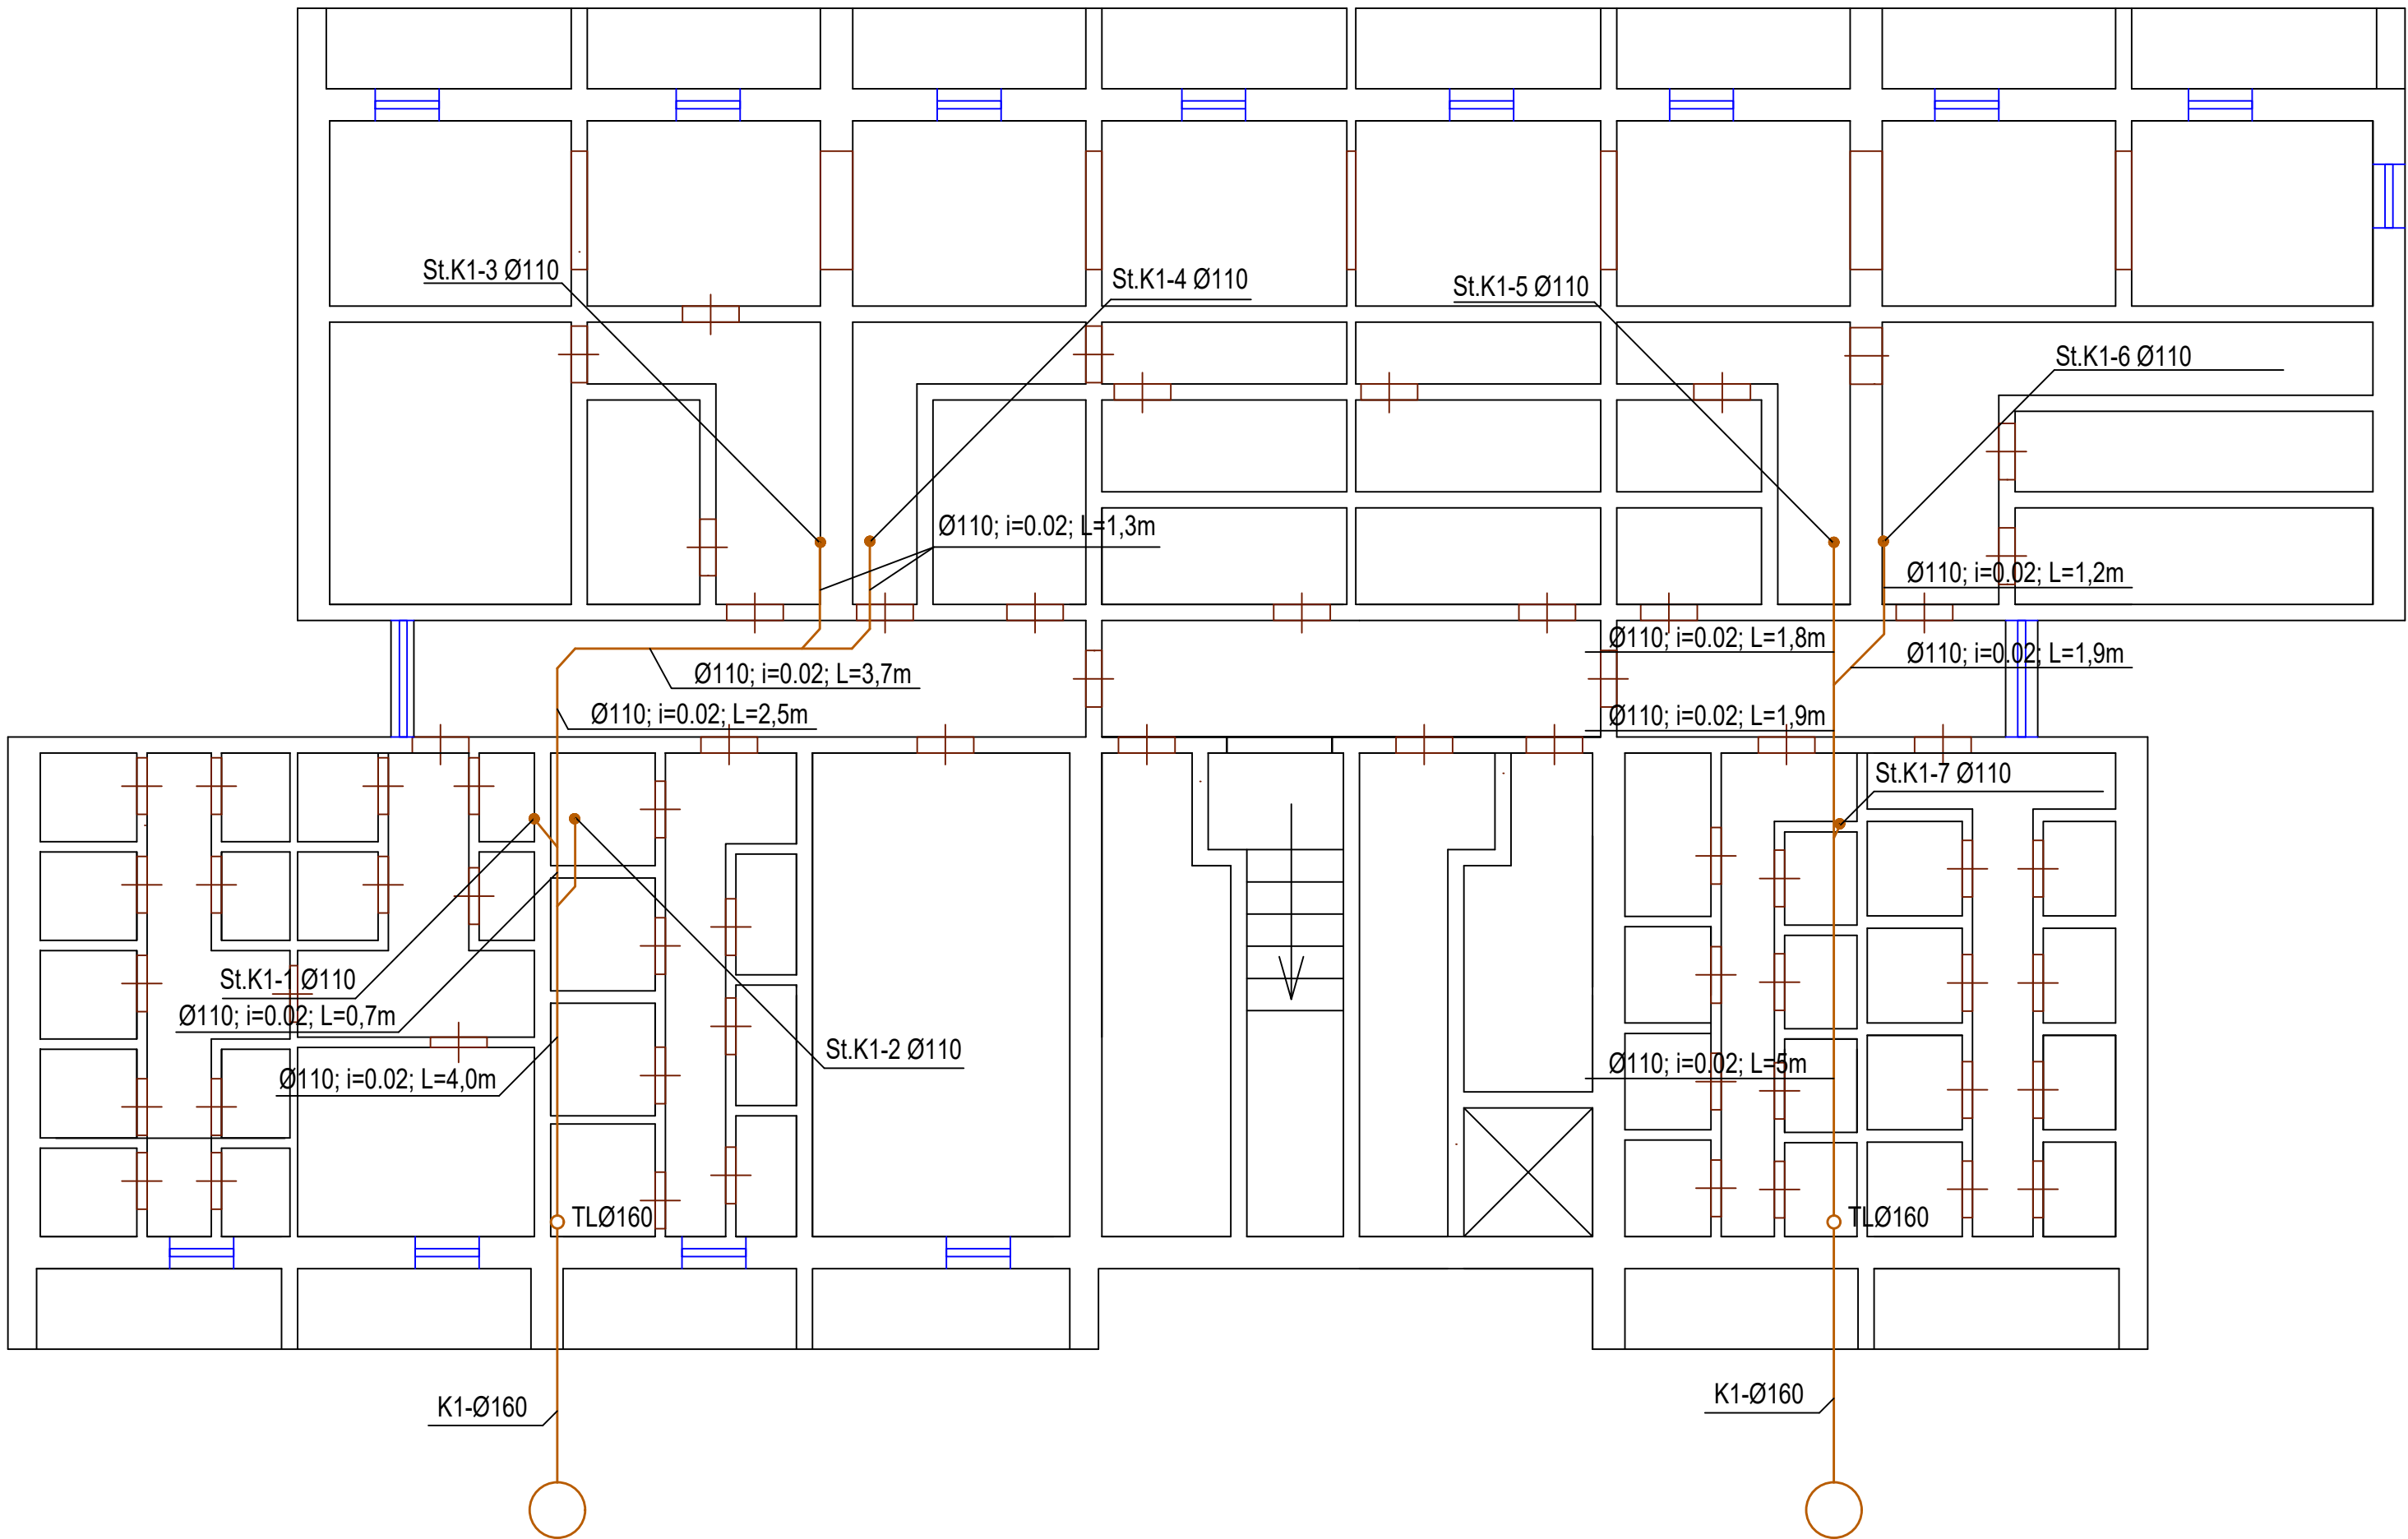 St.K1-3 Ø110
St.K1-4 Ø110
St.K1-5 Ø110
St.K1-6 Ø110
Ø110; i=0.02; L=1,3m
Ø110; i=0.02; L=1,2m
Ø110; i=0.02; L=1,8m
Ø110; i=0.02; L=1,9m
Ø110; i=0.02; L=3,7m
Ø110; i=0.02; L=2,5m
Ø110; i=0.02; L=1,9m
St.K1-7 Ø110
St.K1-1 Ø110
Ø110; i=0.02; L=0,7m
St.K1-2 Ø110
Ø110; i=0.02; L=4,0m
Ø110; i=0.02; L=5m
TLØ160
TLØ160
K1-Ø160
K1-Ø160